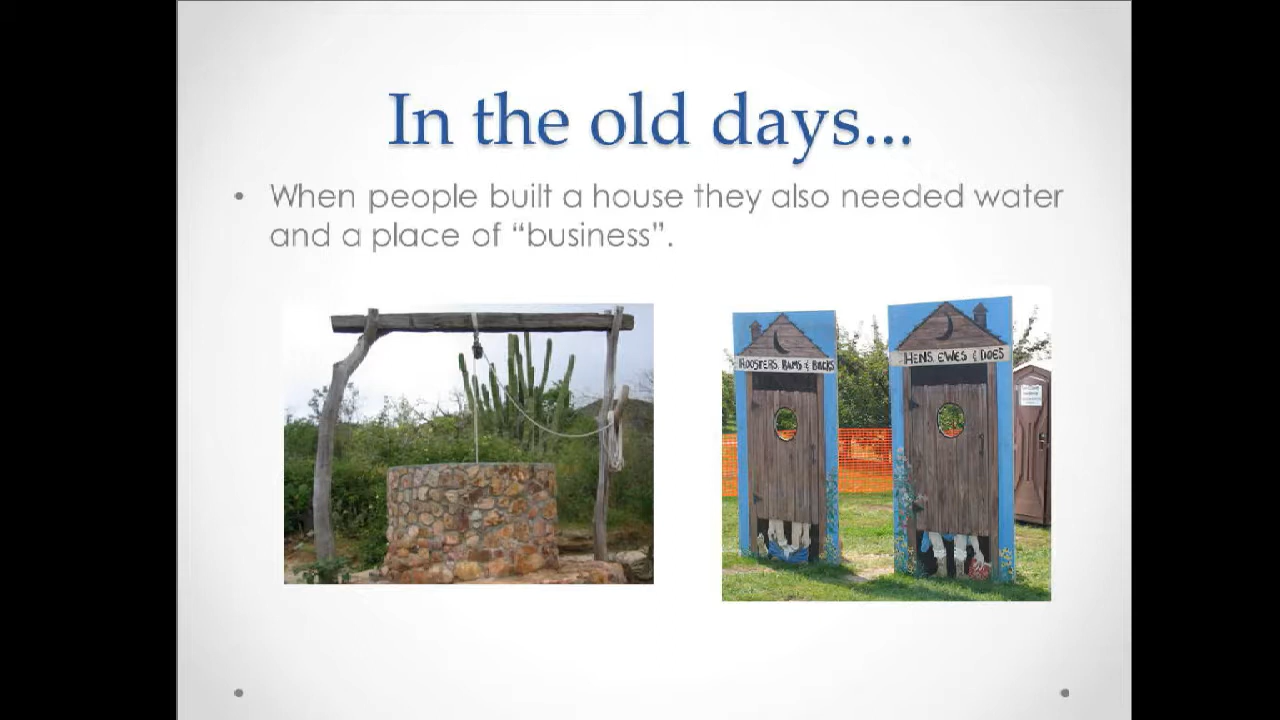 In the old days...
• When people built a house they also needed water
and a place of “business”.
ROOSTERS, RAMS & BUCKS
HENS, EWES & DOES